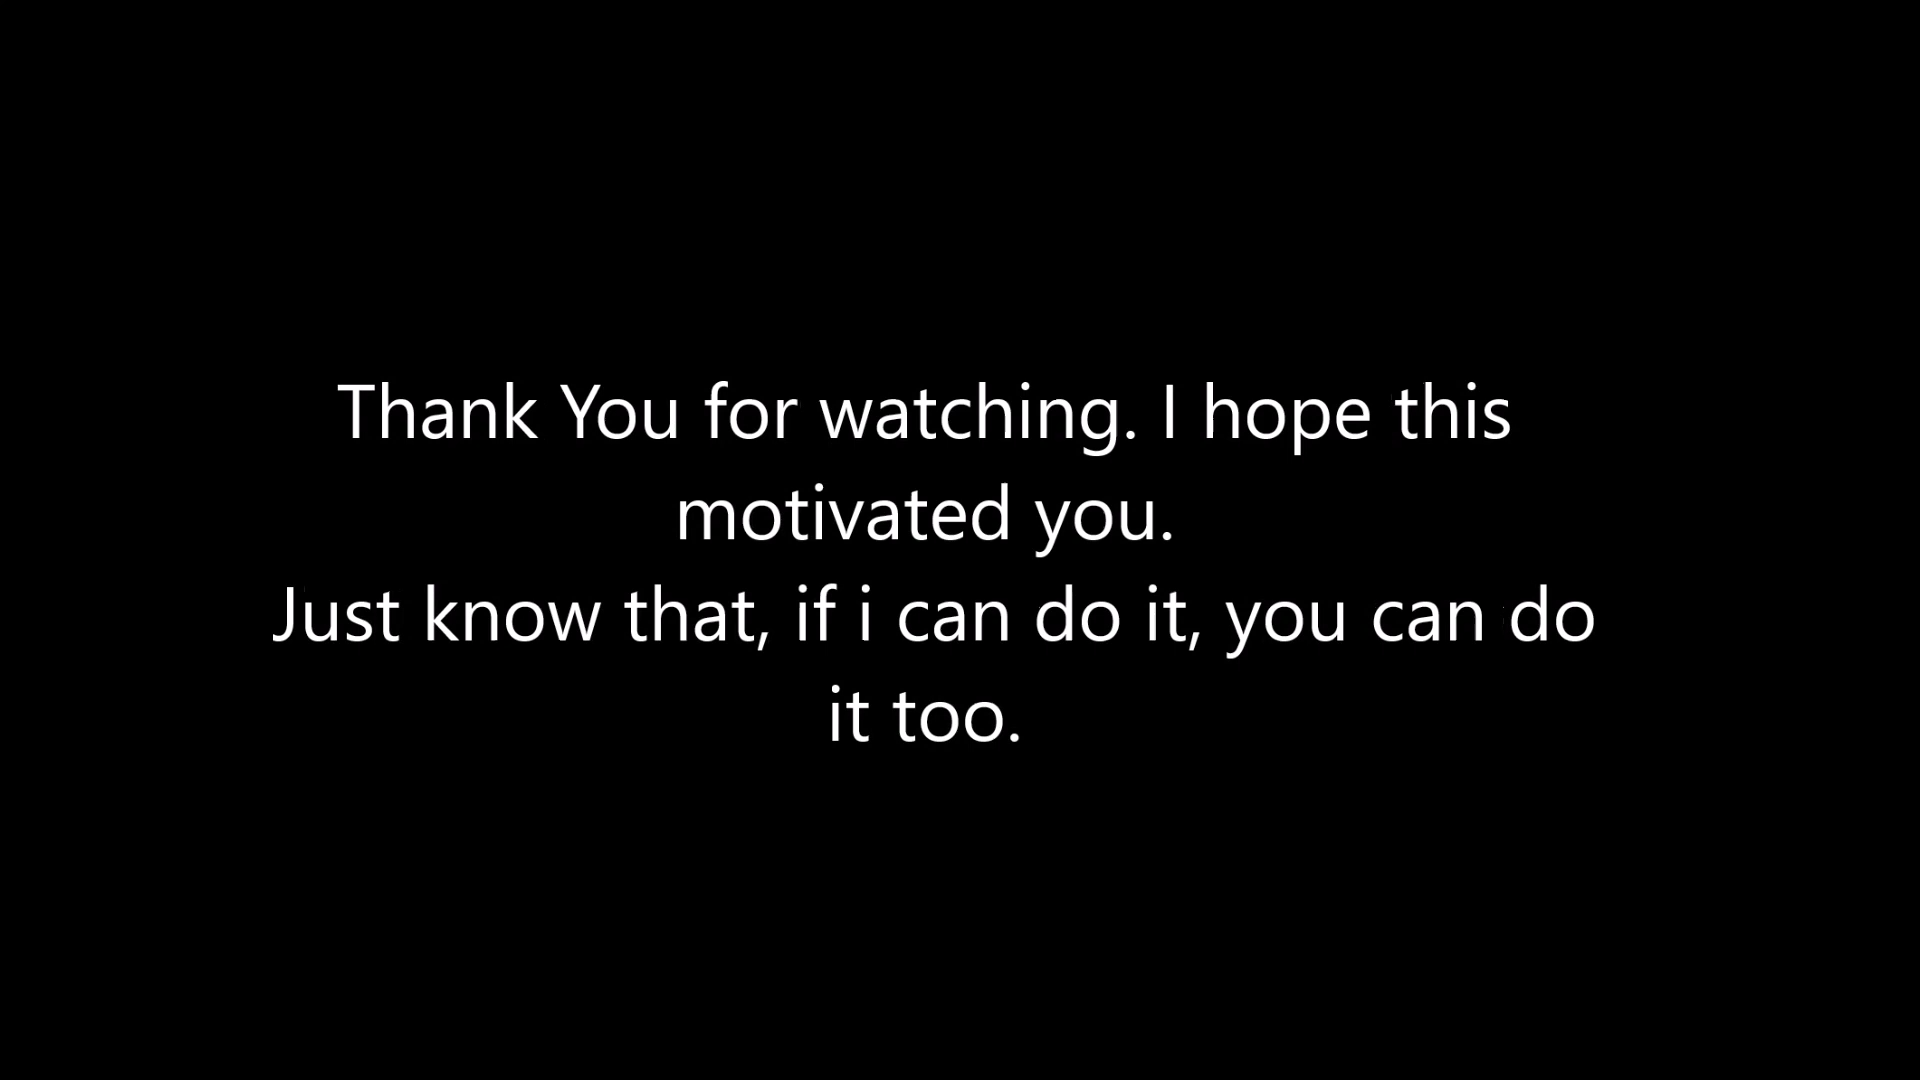 Thank You for watching. I hope this
motivated you.
Just know that, if i can do it, you can do
it too.